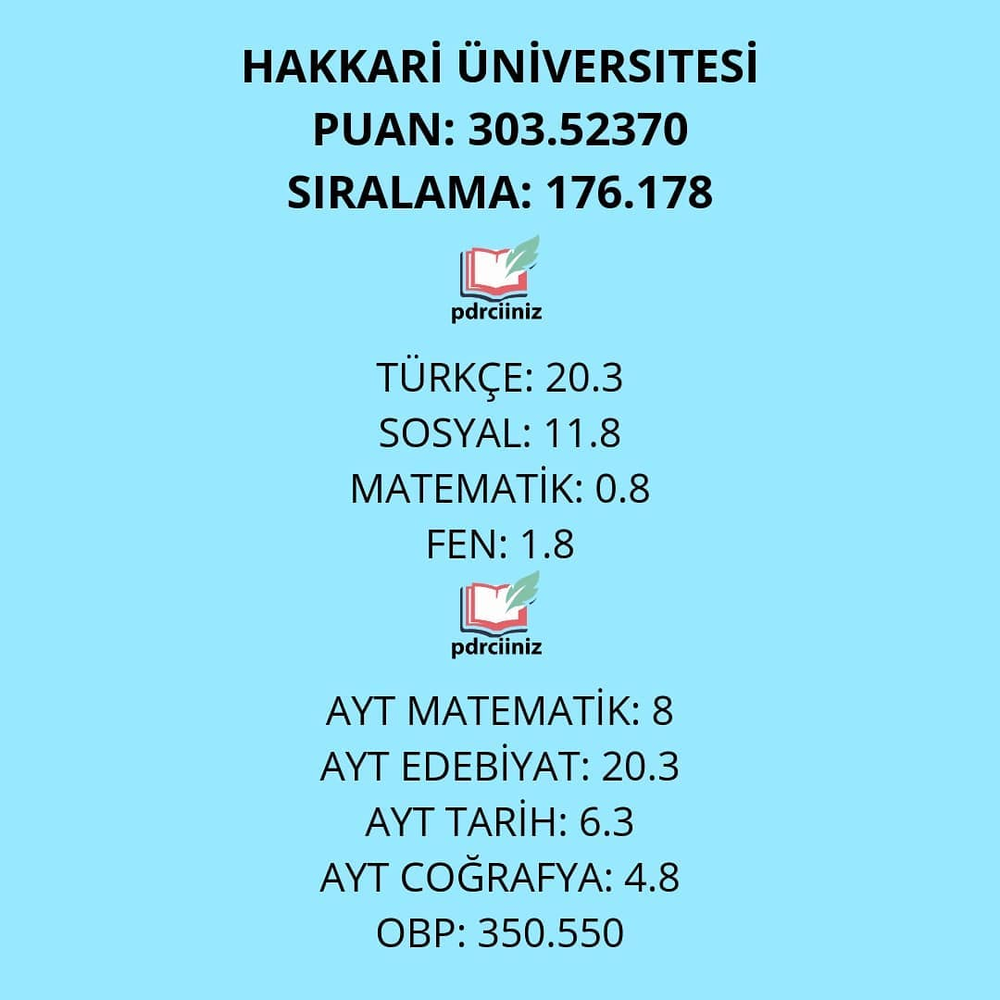 HAKKARİ ÜNİVERSITESİ
PUAN: 303.52370
SIRALAMA: 176.178
pdrciiniz
TÜRKÇE: 20.3
SOSYAL: 11.8
MATEMATİK: 0.8
FEN: 1.8
pdrciiniz
AYT MATEMATİK: 8
AYT EDEBİYAT: 20.3
AYT TARİH: 6.3
AYT COĞRAFYA: 4.8
OBP: 350.550